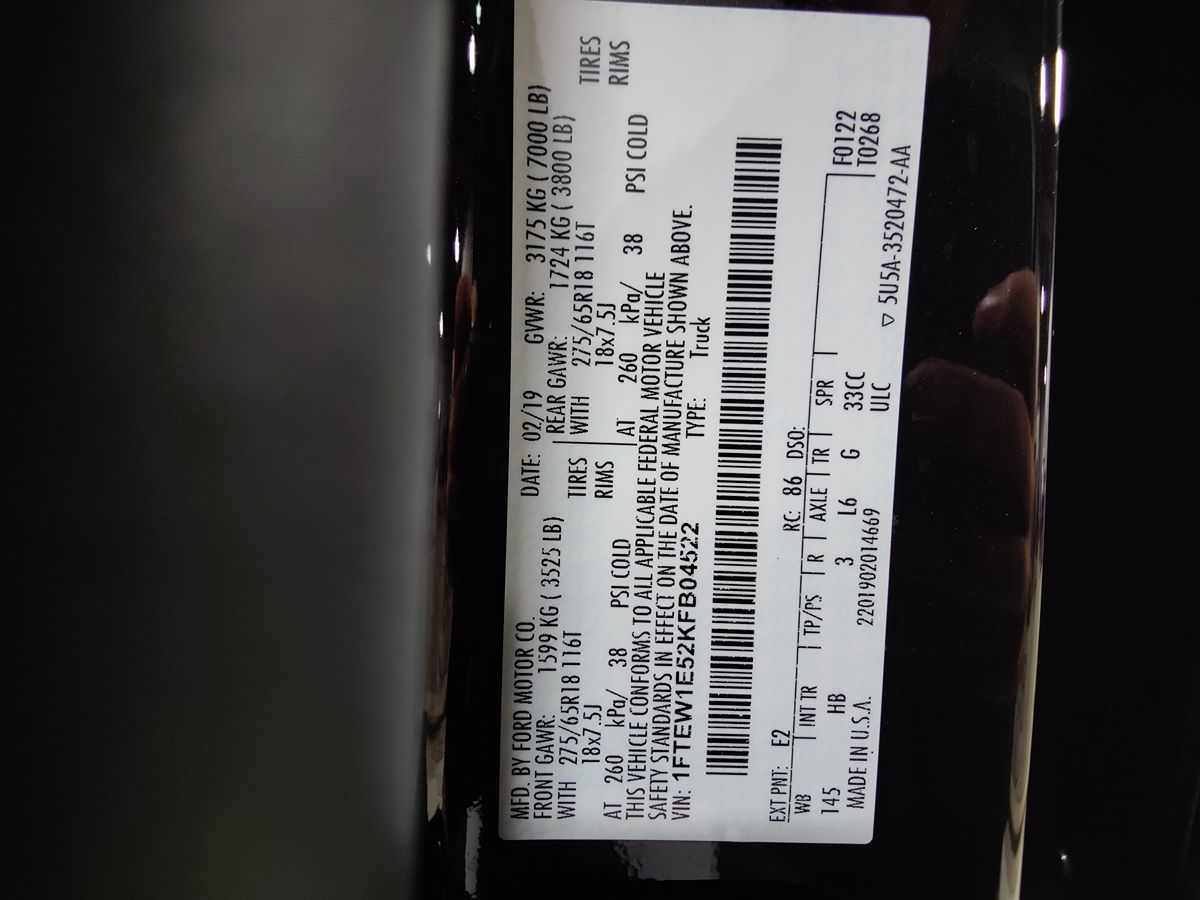 MFD. BY FORD MOTOR CO. DATE: 02/19 GVWR: 3175 KG ( 7000 LB)
FRONT GAWR: 1599 KG ( 3525 LB) REAR GAWR: 1724 KG ( 3800 LB)
WITH 275/65R18 116T TIRES WITH 275/65R18 116T TIRES
18x7.5J RIMS 18x7.5J RIMS
AT 260 kPa/ 38 PSI COLD AT 260 kPa/ 38 PSI COLD
THIS VEHICLE CONFORMS TO ALL APPLICABLE FEDERAL MOTOR VEHICLE
SAFETY STANDARDS IN EFFECT ON THE DATE OF MANUFACTURE SHOWN ABOVE.
VIN: 1FTEW1E52KFB04522 TYPE: Truck
EXT PNT: E2 RC: 86 DSO:
WB INT TR TP/PS R AXLE TR SPR F0122
145 HB 3 L6 G 33CC T0268
ULC
MADE IN U.S.A. 2201902014669 ▽ 5U5A-3520472-AA